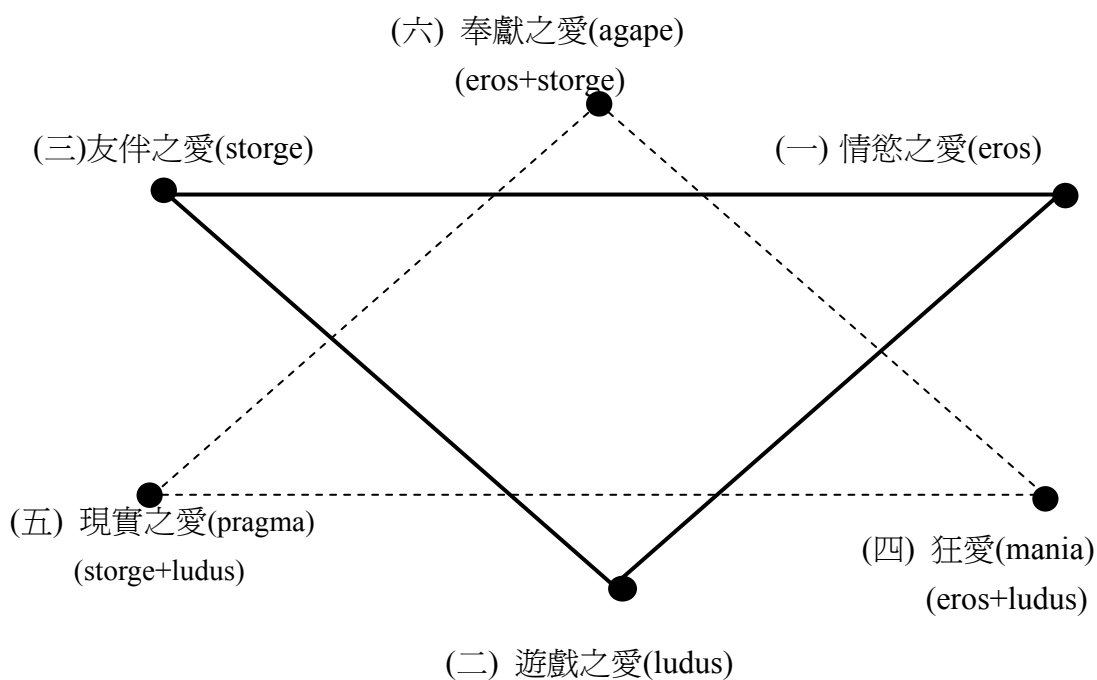 (六) 奉獻之愛(agape)
(eros+storge)
(三)友伴之愛(storge)
(一) 情慾之愛(eros)
(五) 現實之愛(pragma)
(storge+ludus)
(四) 狂愛(mania)
(eros+ludus)
(二) 遊戲之愛(ludus)